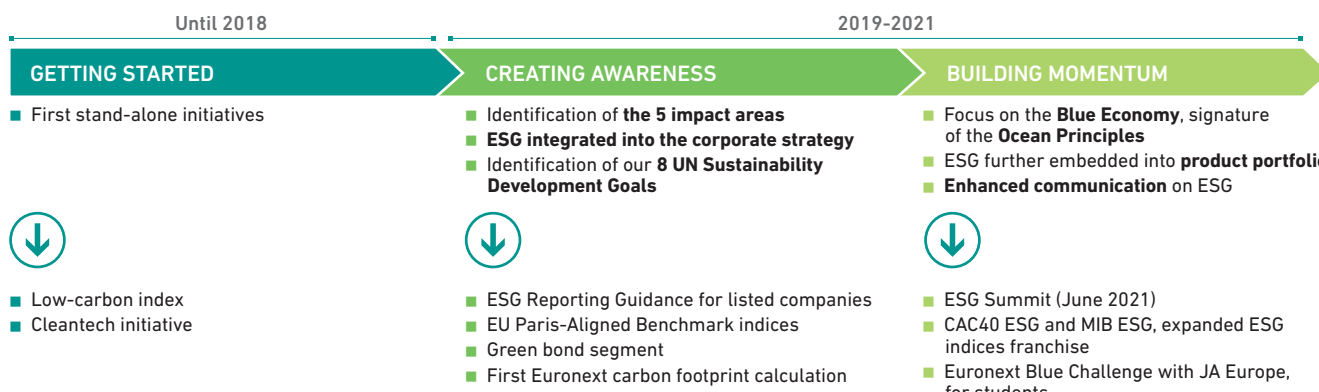 Until 2018
2019-2021
GETTING STARTED
CREATING AWARENESS
BUILDING MOMENTUM
First stand-alone initiatives
Identification of the 5 impact areas
ESG integrated into the corporate strategy
Identification of our 8 UN Sustainability
Development Goals
Focus on the Blue Economy, signature
of the Ocean Principles
ESG further embedded into product portfolio
Enhanced communication on ESG
Low-carbon index
Cleantech initiative
ESG Reporting Guidance for listed companies
EU Paris-Aligned Benchmark indices
Green bond segment
First Euronext carbon footprint calculation
ESG Summit (June 2021)
CAC40 ESG and MIB ESG, expanded ESG
indices franchise
Euronext Blue Challenge with JA Europe,
for students